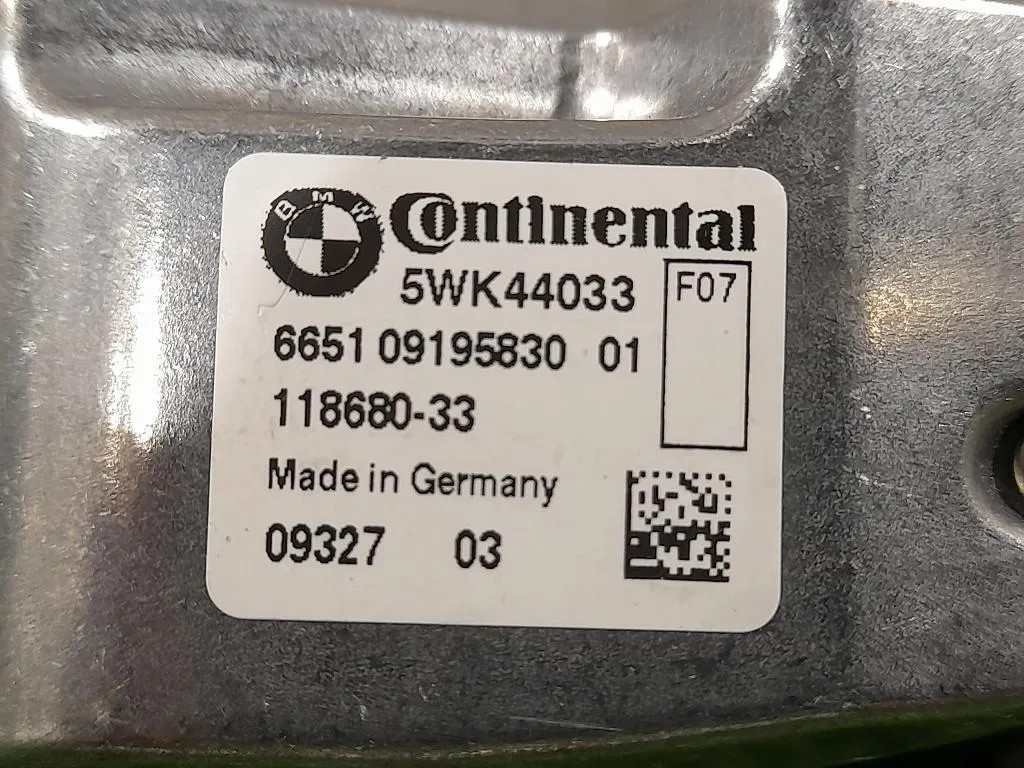 BMW Continental
5WK44033 F07
6651 09195830 01
118680-33
Made in Germany
09327 03